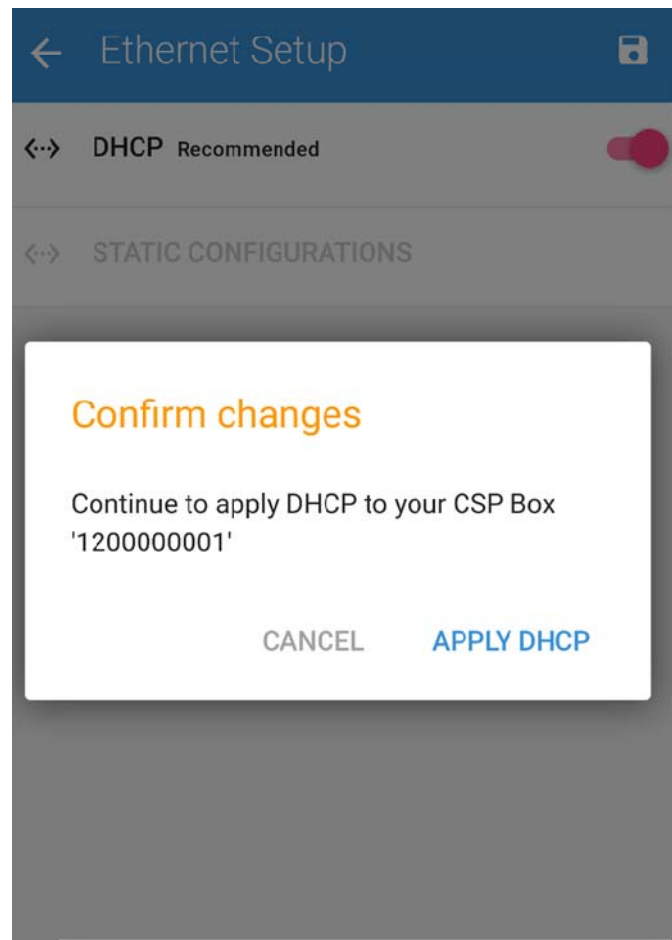 Ethernet Setup
DHCP Recommended
STATIC CONFIGURATIONS
Confirm changes
Continue to apply DHCP to your CSP Box
'1200000001'
CANCEL APPLY DHCP